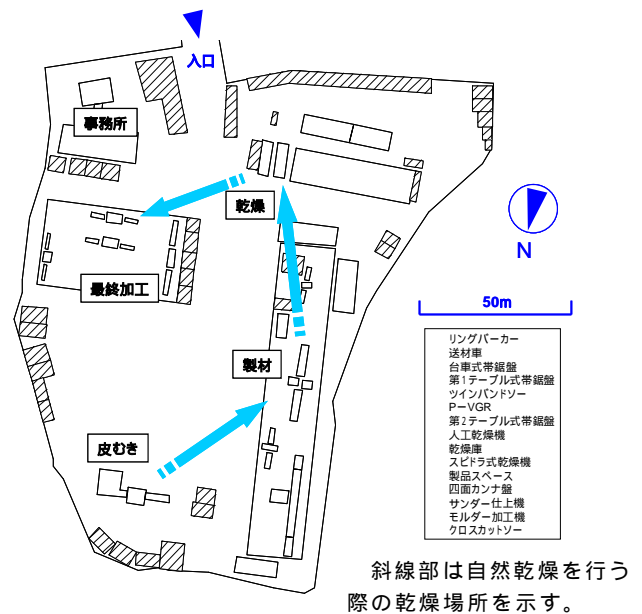 入口
事務所
乾燥
最終加工
N
50m
製材
皮むき
リングバーカー
送材車
台車式帯鋸盤
第1テーブル式帯鋸盤
ツインバンドソー
P－VGR
第2テーブル式帯鋸盤
人工乾燥機
乾燥庫
スピドラ式乾燥機
製品スペース
四面カンナ盤
サンダー仕上機
モルダー加工機
クロスカットソー
斜線部は自然乾燥を行う
際の乾燥場所を示す。